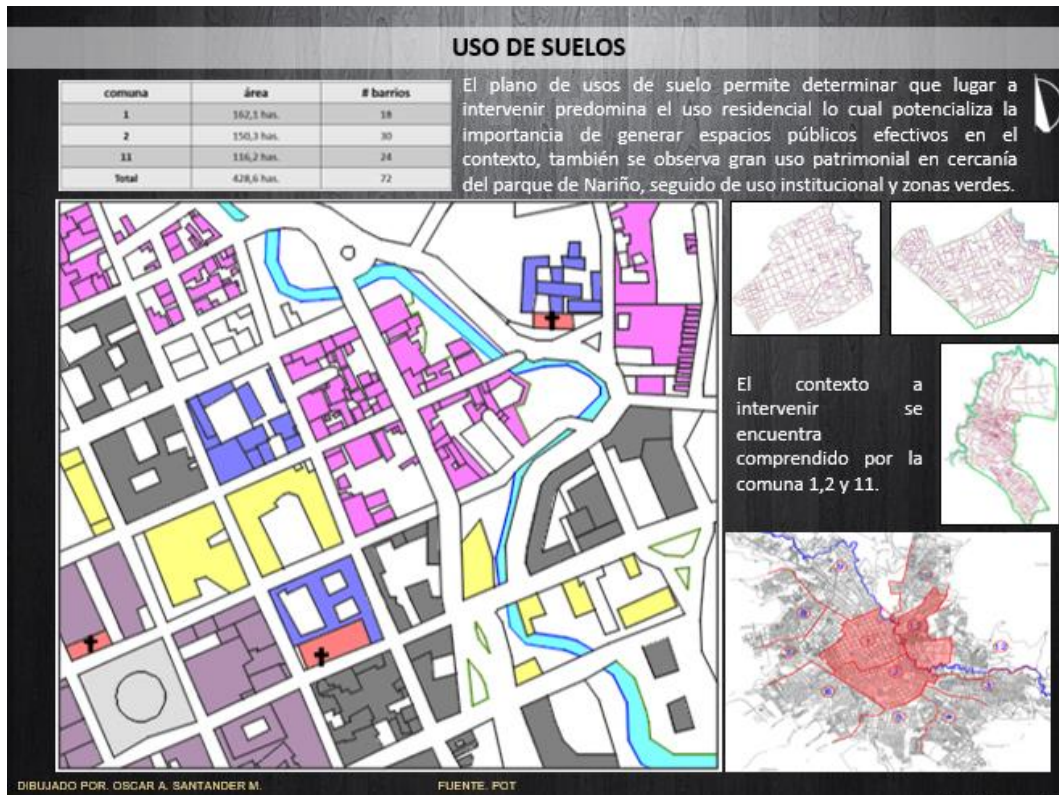 USO DE SUELOS
comuna área # barrios
1 162,1 has. 18
2 150,3 has. 30
11 116,2 has. 24
Total 428,6 has. 72
El plano de usos de suelo permite determinar que lugar a
intervenir predomina el uso residencial lo cual potencializa la
importancia de generar espacios públicos efectivos en el
contexto, también se observa gran uso patrimonial en cercanía
del parque de Nariño, seguido de uso institucional y zonas verdes.
El contexto a
intervenir se
encuentra
comprendido por la
comuna 1,2 y 11.
DIBUJADO POR. OSCAR A. SANTANDER M. FUENTE. POT